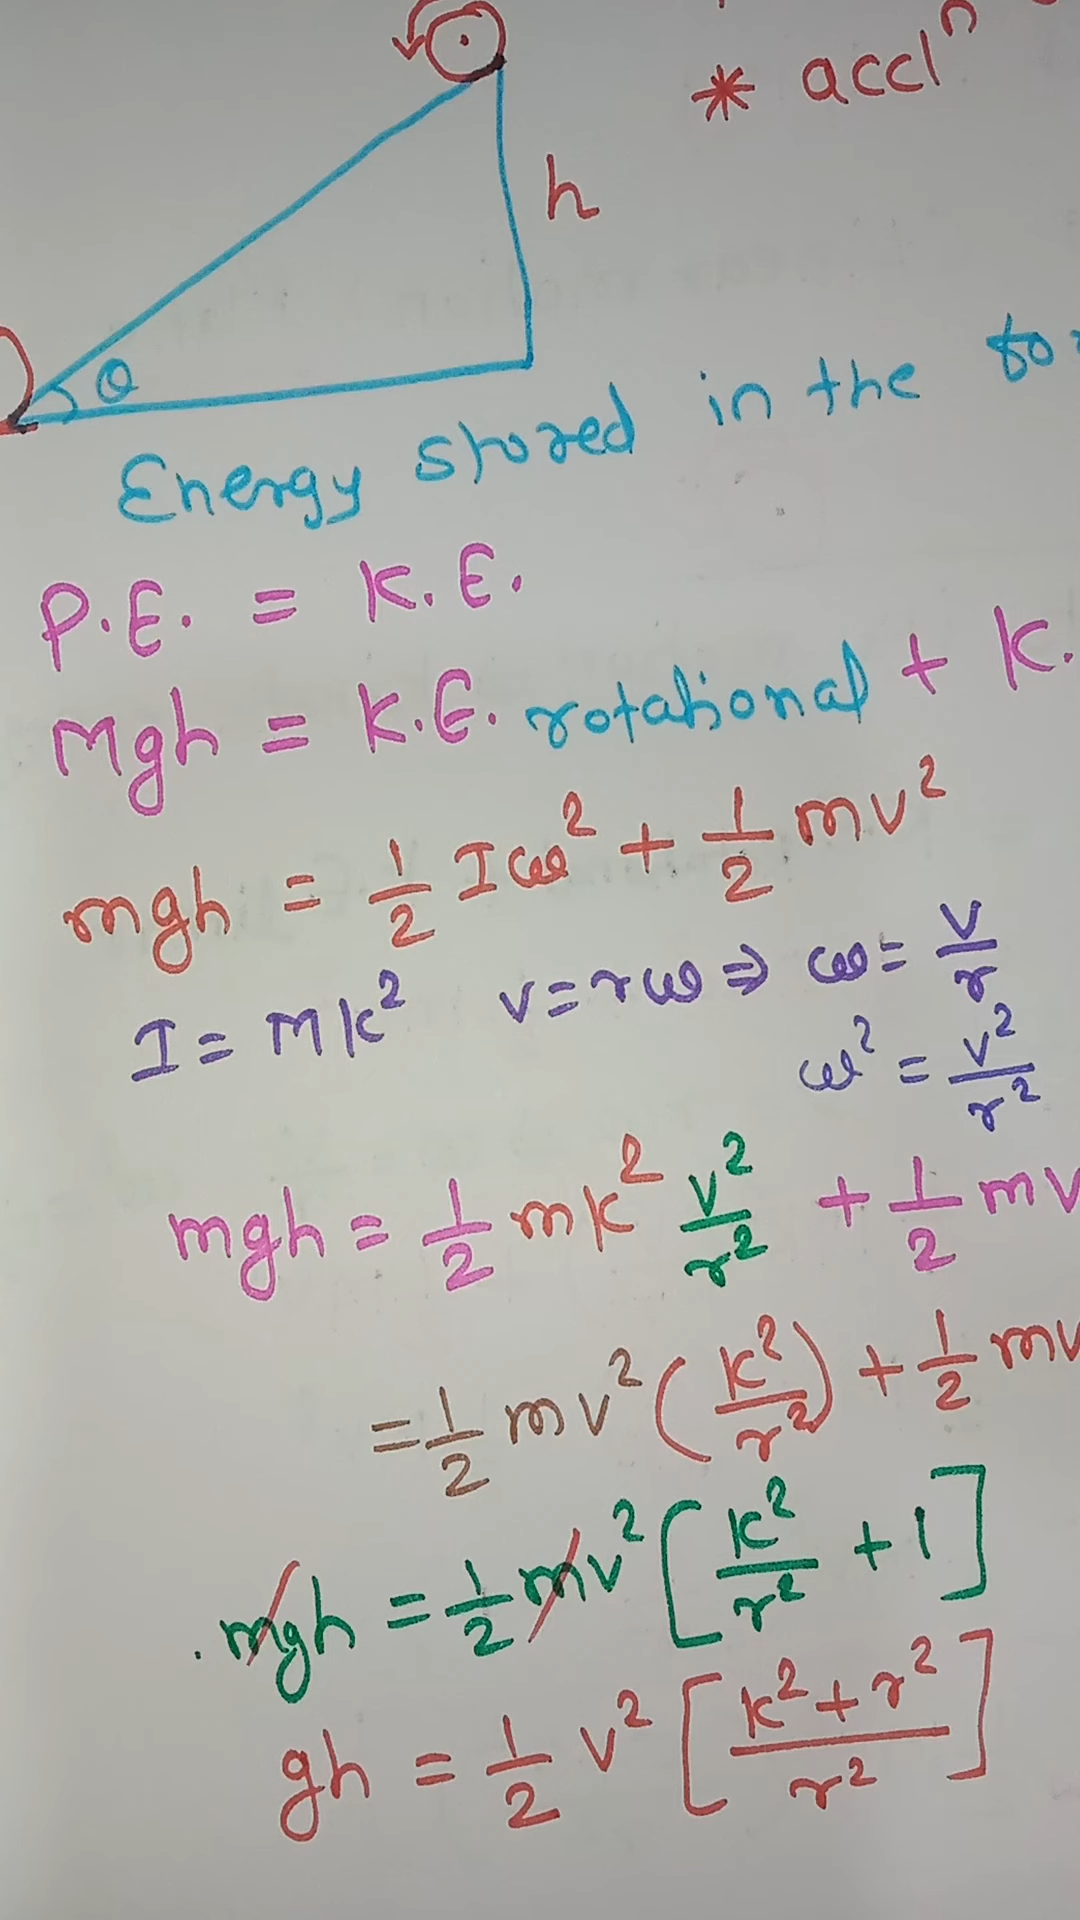 * accl^n
h
θ
Energy stored in the
P.E. = K.E.
Mgh = K.E. rotational + K.
mgh = 1/2 Iω² + 1/2 mv²
I = MK² v = rω ⇒ ω = v/r
ω² = v²/r²
mgh = 1/2 mK² v²/r² + 1/2 mv
= 1/2 mv² (K²/r²) + 1/2 mv
. mgh = 1/2 mv² [K²/r² + 1]
gh = 1/2 v² [(K² + r²)/r²]